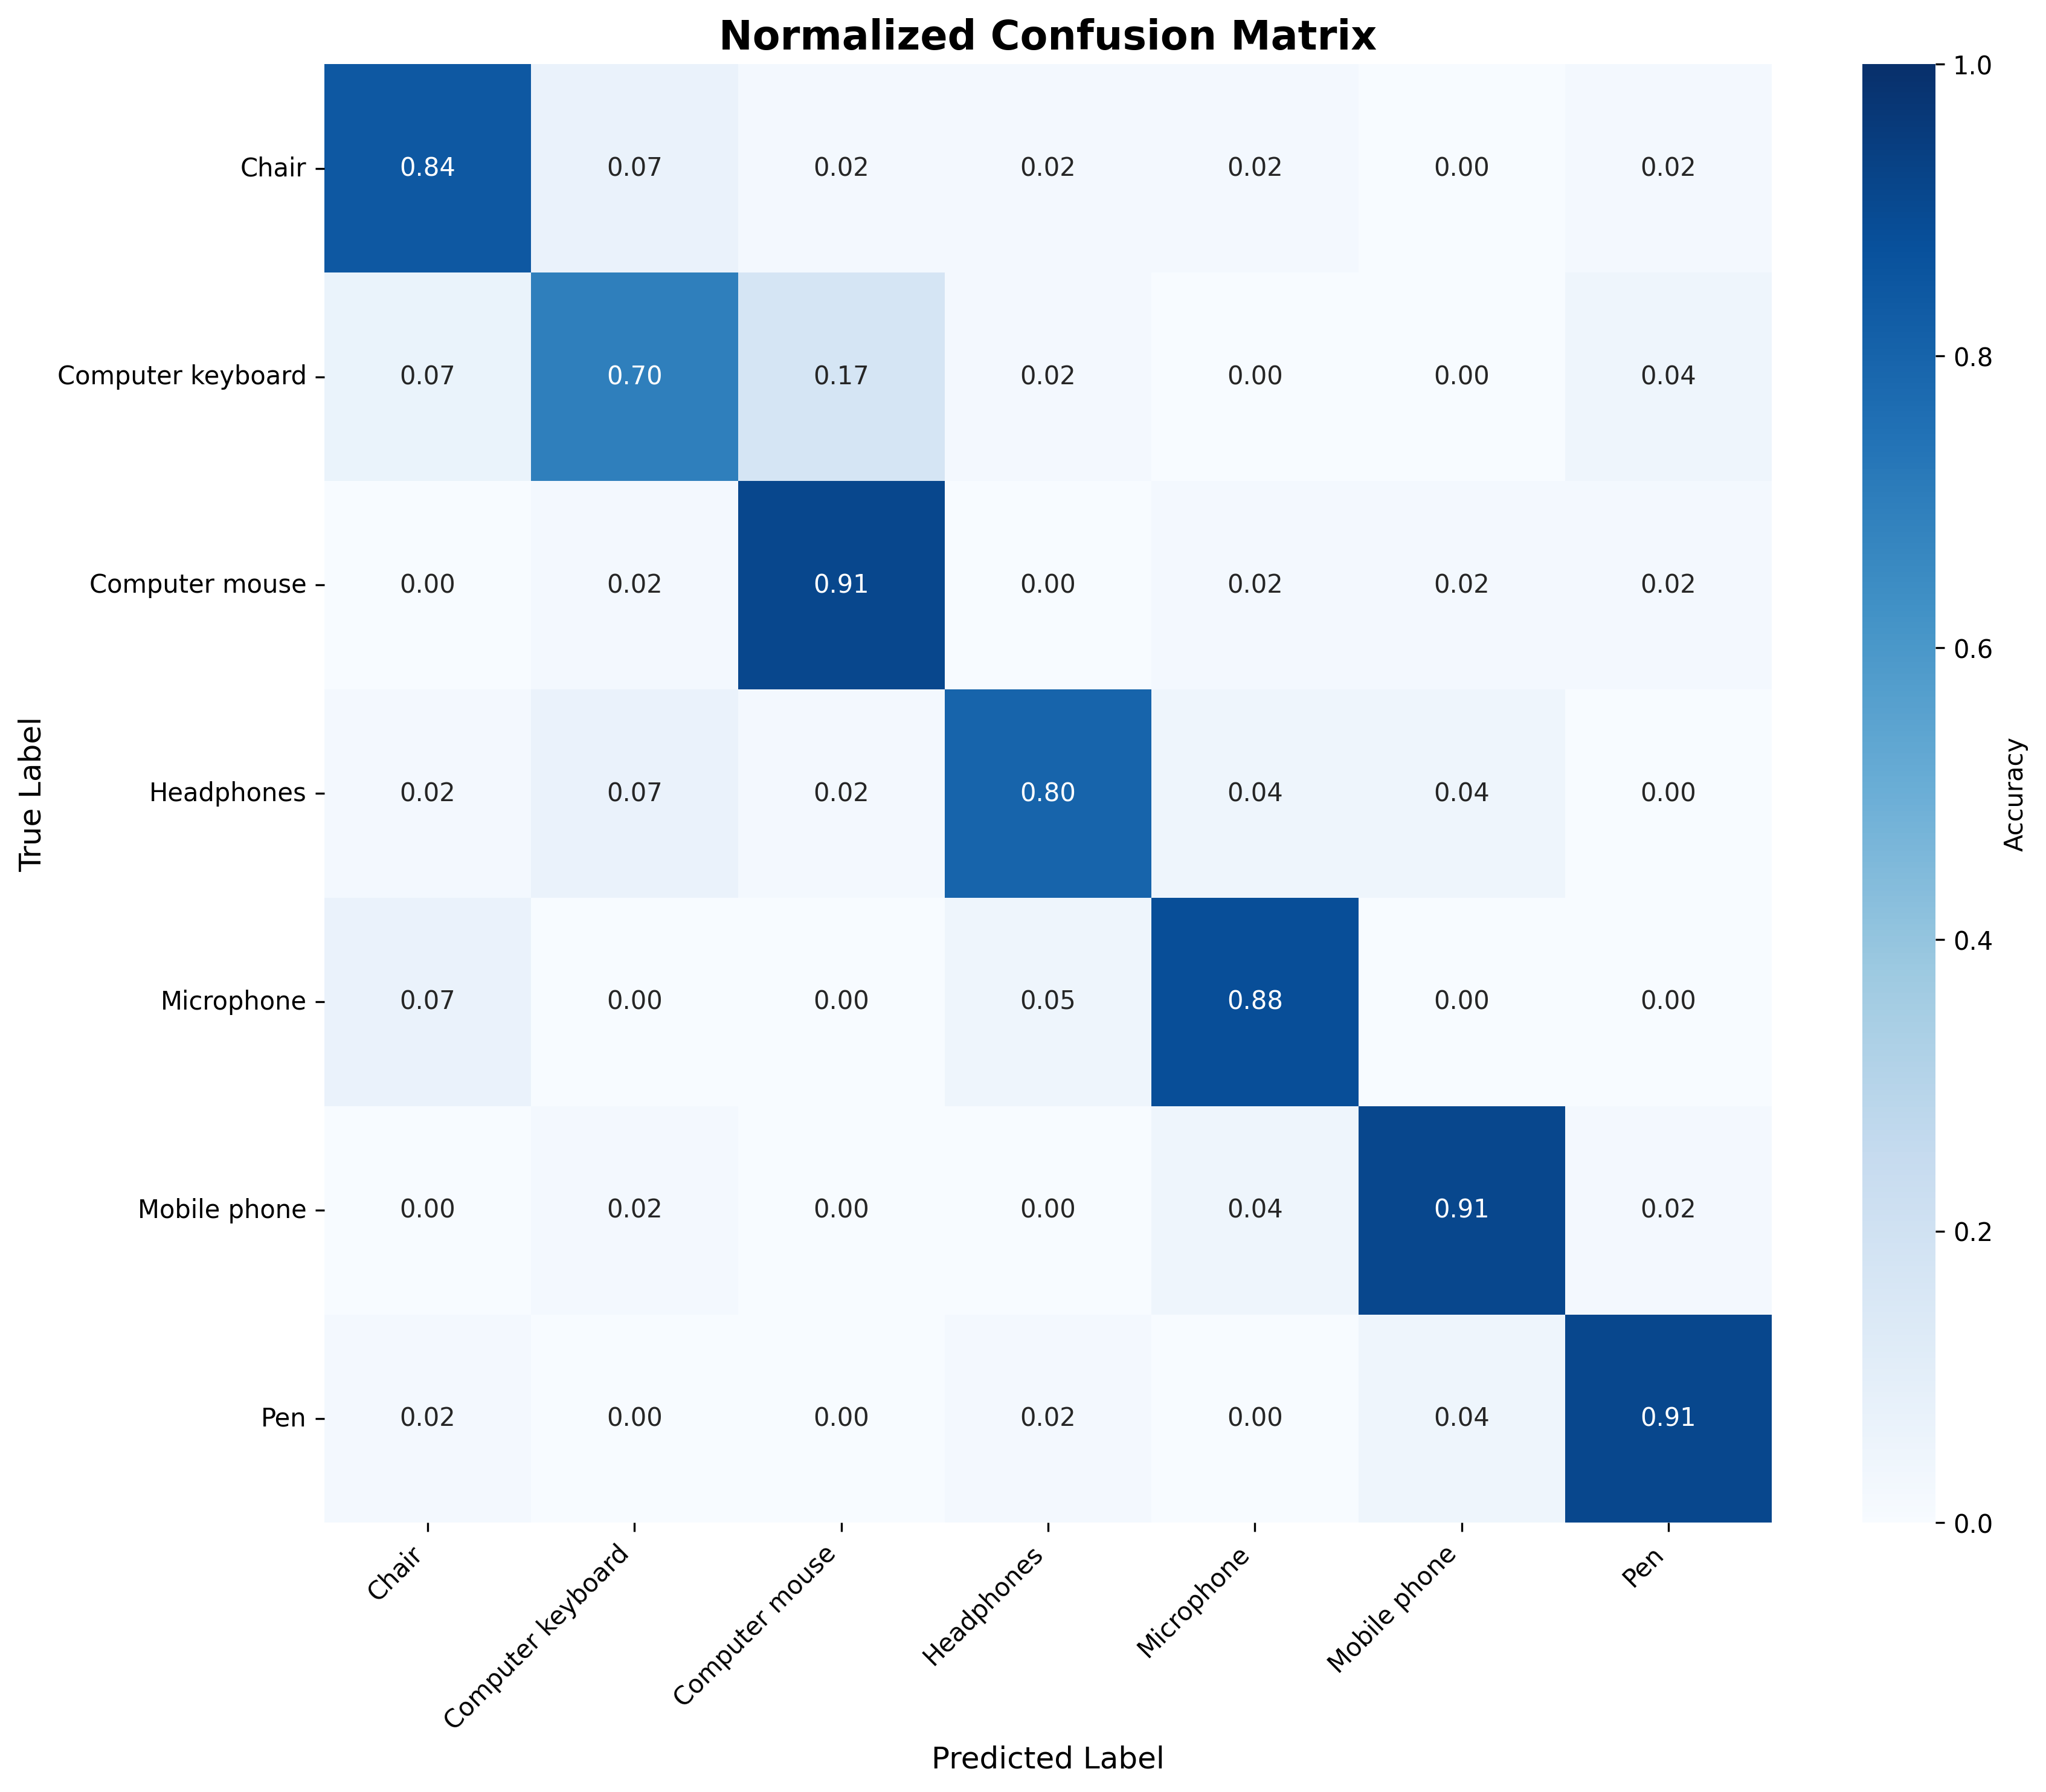 Normalized Confusion Matrix
Chair 0.84 0.07 0.02 0.02 0.02 0.00 0.02
Computer keyboard 0.07 0.70 0.17 0.02 0.00 0.00 0.04
Computer mouse 0.00 0.02 0.91 0.00 0.02 0.02 0.02
Headphones 0.02 0.07 0.02 0.80 0.04 0.04 0.00
Microphone 0.07 0.00 0.00 0.05 0.88 0.00 0.00
Mobile phone 0.00 0.02 0.00 0.00 0.04 0.91 0.02
Pen 0.02 0.00 0.00 0.02 0.00 0.04 0.91
True Label
Chair
Computer keyboard
Computer mouse
Headphones
Microphone
Mobile phone
Pen
Predicted Label
1.0
0.8
0.6
0.4
0.2
0.0
Accuracy